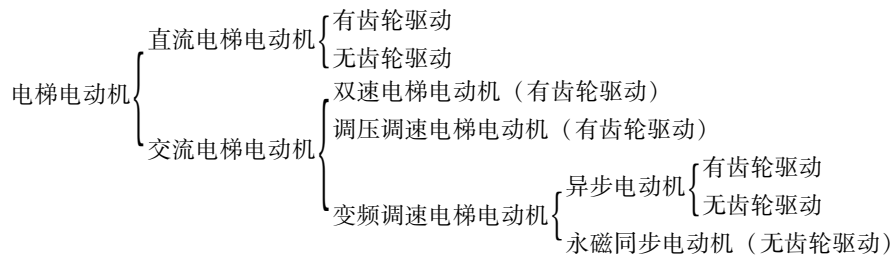 有齿轮驱动
直流电梯电动机
无齿轮驱动
电梯电动机
双速电梯电动机（有齿轮驱动）
调压调速电梯电动机（有齿轮驱动）
交流电梯电动机
有齿轮驱动
异步电动机
无齿轮驱动
变频调速电梯电动机
永磁同步电动机（无齿轮驱动）